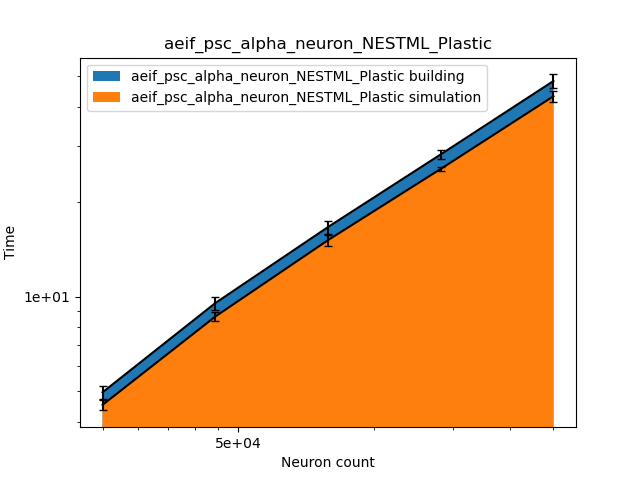 aeif_psc_alpha_neuron_NESTML_Plastic
aeif_psc_alpha_neuron_NESTML_Plastic building
aeif_psc_alpha_neuron_NESTML_Plastic simulation
Time
1e+01
5e+04
Neuron count